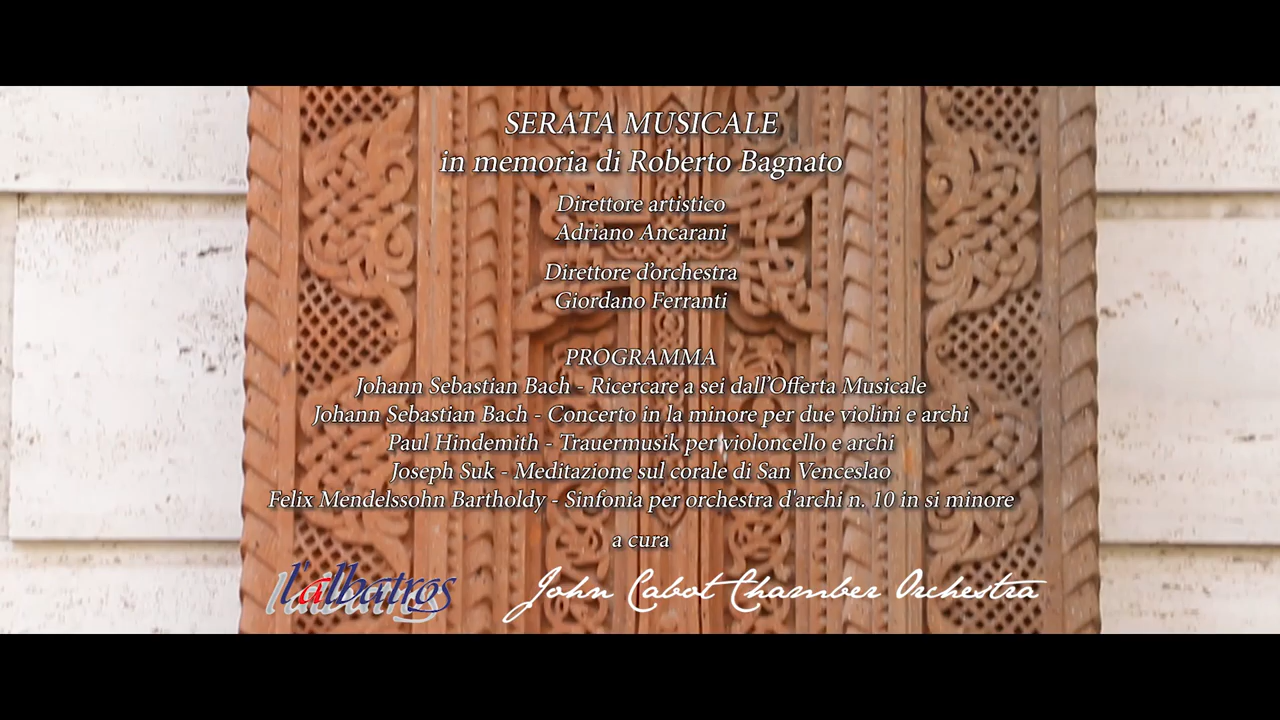 SERATA MUSICALE
in memoria di Roberto Bagnato
Direttore artistico
Adriano Ancarani
Direttore d'orchestra
Giordano Ferranti
PROGRAMMA
Johann Sebastian Bach - Ricercare a sei dall'Offerta Musicale
Johann Sebastian Bach - Concerto in la minore per due violini e archi
Paul Hindemith - Trauermusik per violoncello e archi
Joseph Suk - Meditazione sul corale di San Venceslao
Felix Mendelssohn Bartholdy - Sinfonia per orchestra d'archi n. 10 in si minore
a cura
l'albatros
John Cabot Chamber Orchestra